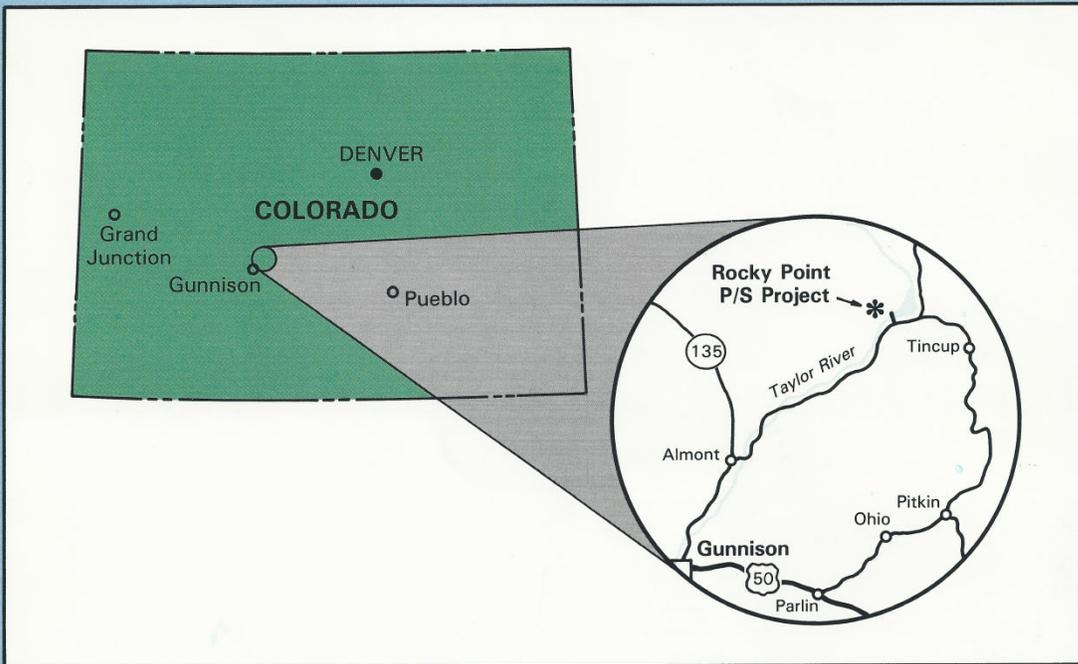 DENVER
COLORADO
Grand
Junction
Gunnison
Pueblo
Rocky Point
P/S Project
135
Taylor River
Tincup
Almont
Pitkin
Ohio
Gunnison
50
Parlin